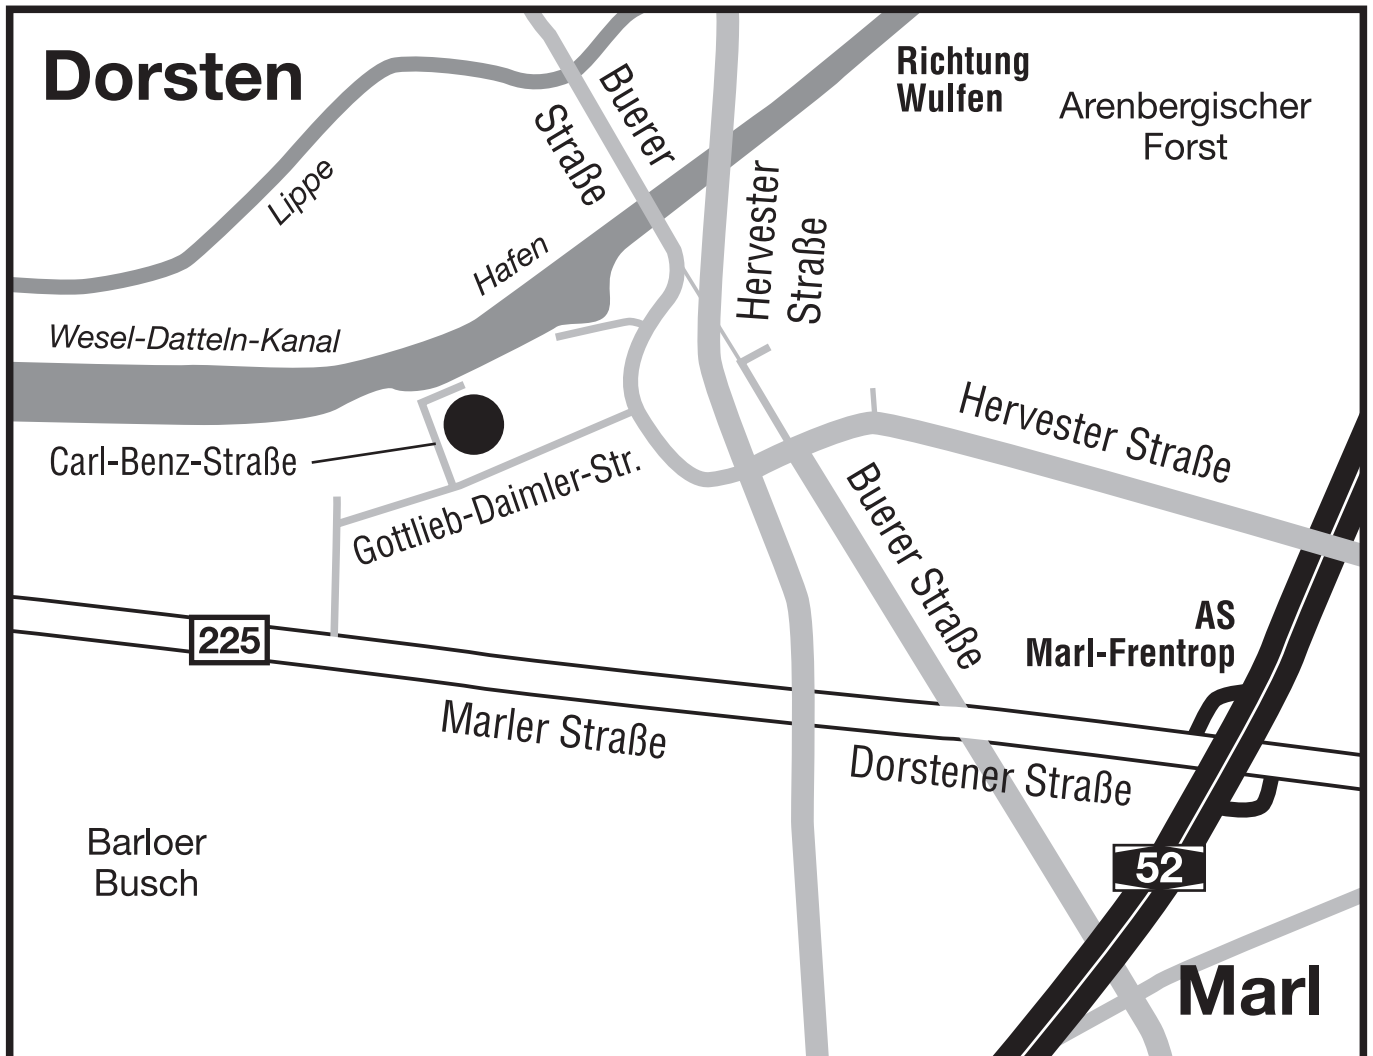 Dorsten
Richtung
Wulfen
Arenbergischer
Forst
Buerer
Straße
Lippe
Hafen
Hervester
Straße
Wesel-Datteln-Kanal
Hervester Straße
Carl-Benz-Straße
Gottlieb-Daimler-Str.
Buerer Straße
AS
Marl-Frentrop
225
Marler Straße
Dorstener Straße
Barloer
Busch
52
Marl